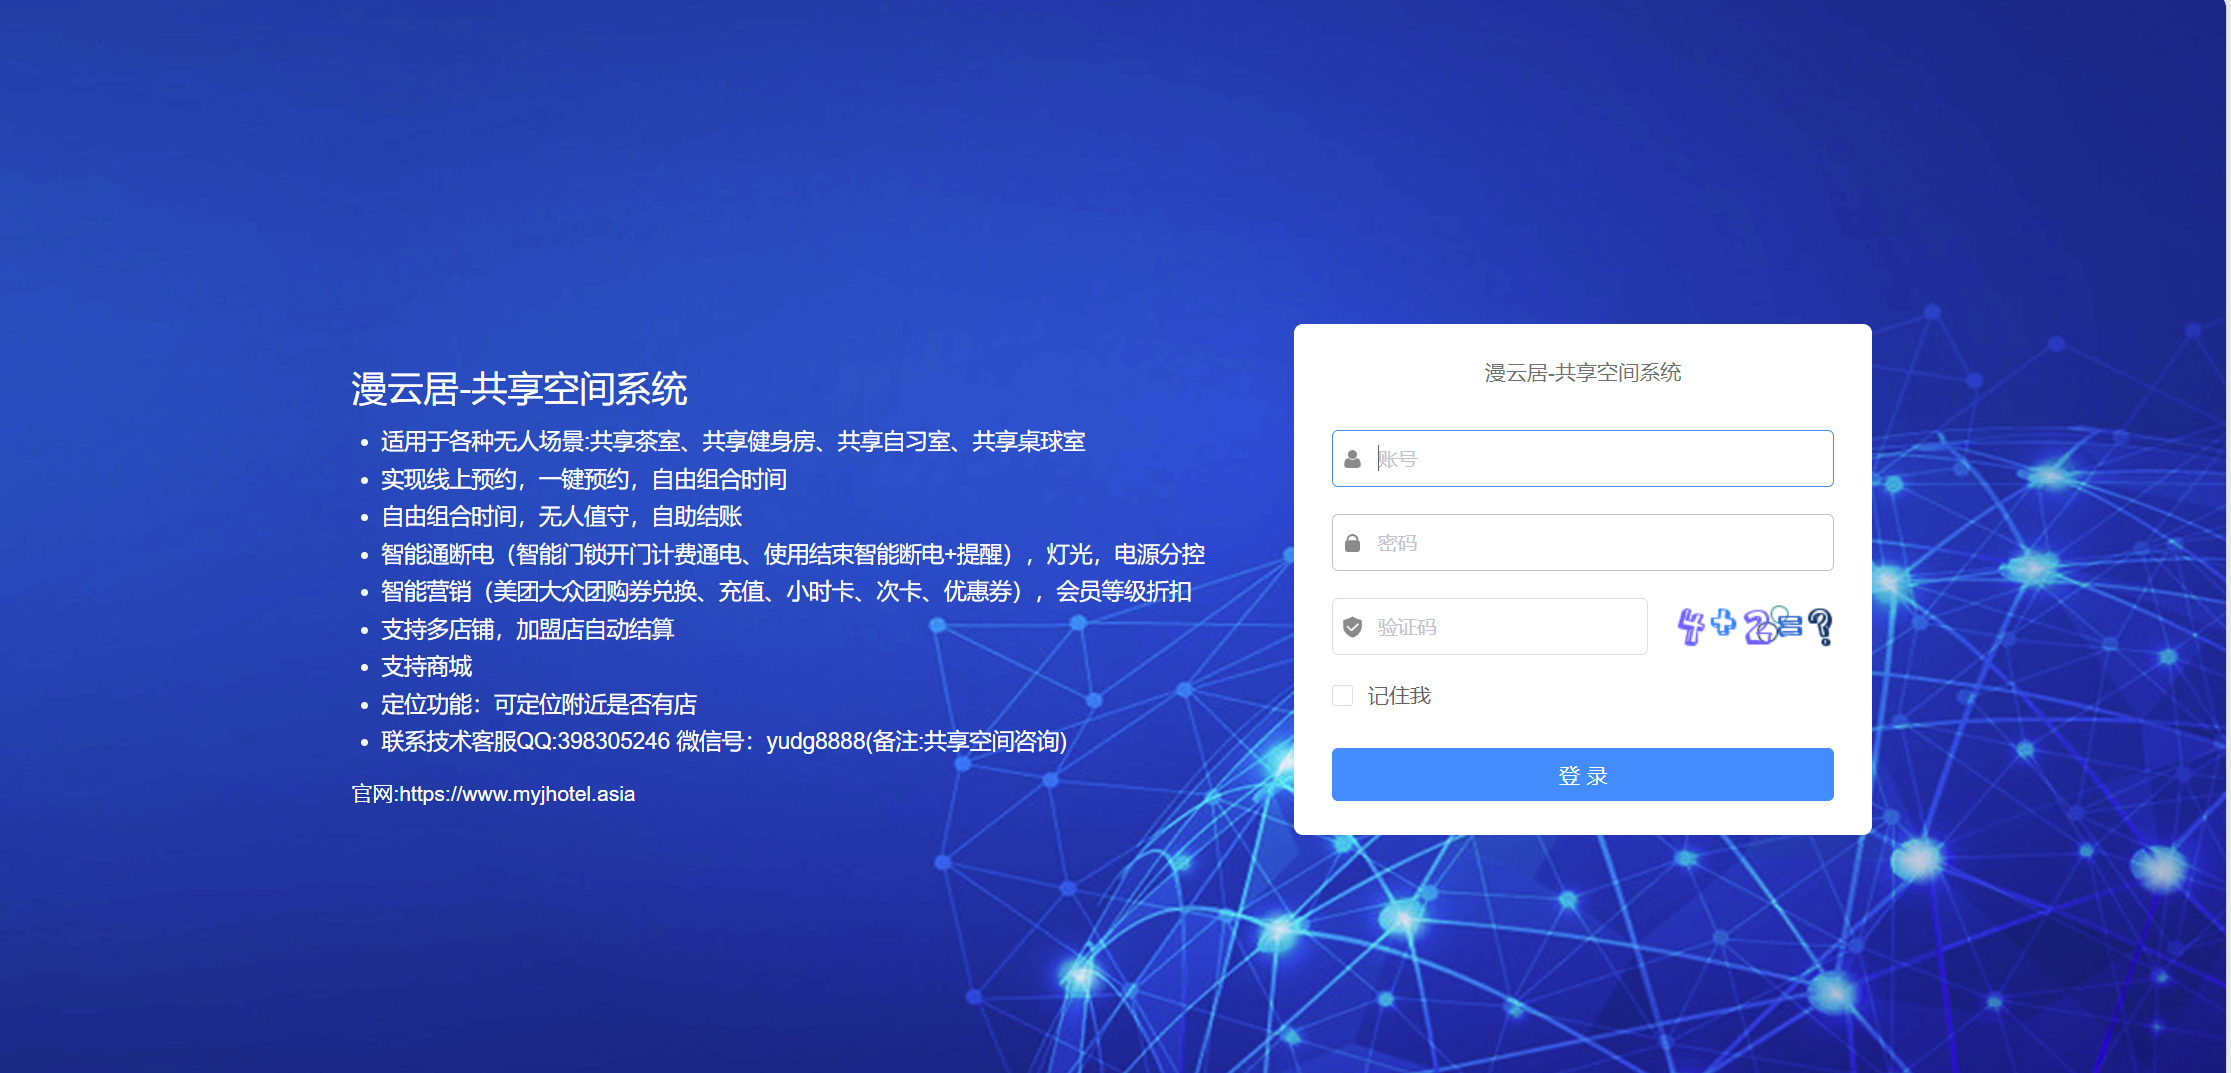 漫云居-共享空间系统
适用于各种无人场景:共享茶室、共享健身房、共享自习室、共享桌球室
实现线上预约，一键预约，自由组合时间
自由组合时间，无人值守，自助结账
智能通断电（智能门锁开门计费通电、使用结束智能断电+提醒），灯光，电源分控
智能营销（美团大众团购券兑换、充值、小时卡、次卡、优惠券），会员等级折扣
支持多店铺，加盟店自动结算
支持商城
定位功能：可定位附近是否有店
联系技术客服QQ:398305246 微信号：yudg8888(备注:共享空间咨询)
官网:https://www.myjhotel.asia
漫云居-共享空间系统
账号
密码
验证码
4+2=?
记住我
登 录